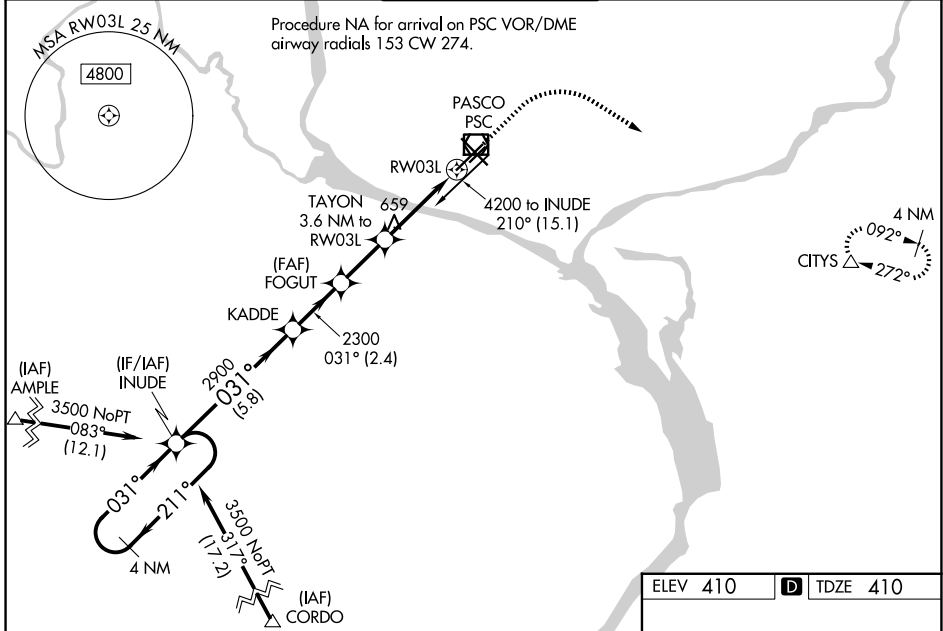 MSA RW03L 25 NM
4800
Procedure NA for arrival on PSC VOR/DME
airway radials 153 CW 274.
PASCO
PSC
RW03L
TAYON
3.6 NM to
RW03L
659
4200 to INUDE
210° (15.1)
4 NM
092°
CITYS
272°
(FAF)
FOGUT
KADDE
2300
031° (2.4)
(IF/IAF)
INUDE
2900
031°
(5.8)
(IAF)
AMPLE
3500 NoPT
083°
(12.1)
031°
211°
4 NM
3500 NoPT
317°
(17.2)
(IAF)
CORDO
ELEV 410
D
TDZE 410